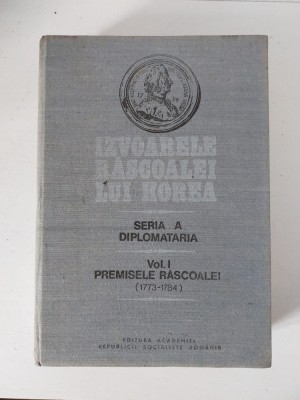 IZVOARELE
RĂSCOALEI
LUI HOREA
SERIA A
DIPLOMATARIA
Vol. I
PREMISELE RĂSCOALEI
(1773-1784)
EDITURA ACADEMIEI
REPUBLICII SOCIALISTE ROMÂNIA